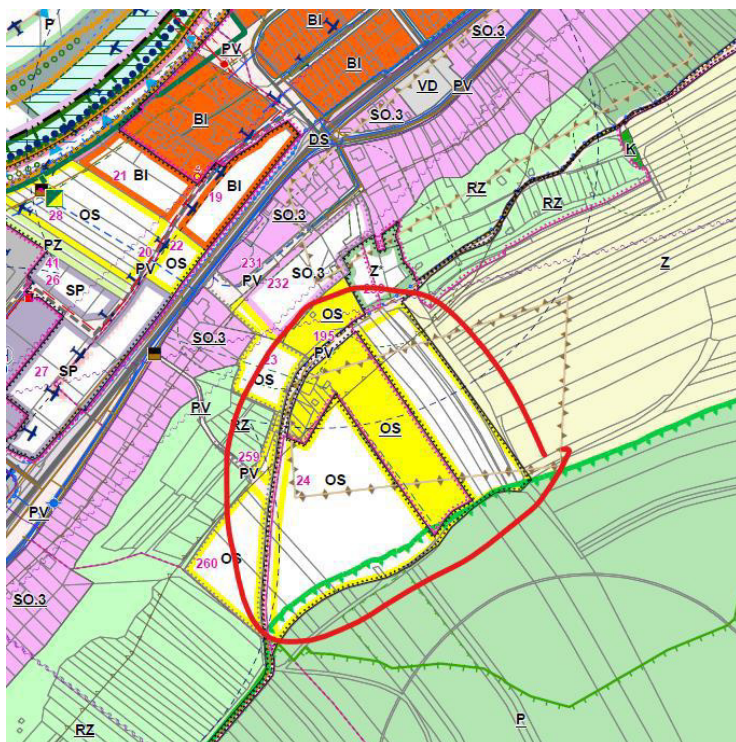 P
BI
SO.3
PV
BI
VD
PV
SO.3
BI
DS
K
21
BI
19
BI
RZ
RZ
28
OS
SO.3
PZ
20
22
OS
PV
231
PV
232
SO.3
Z
Z
41
26
SP
OS
195
PV
SO.3
OS
27
SP
PV
RZ
OS
259
PV
24
OS
PV
OS
260
SO.3
P
RZ